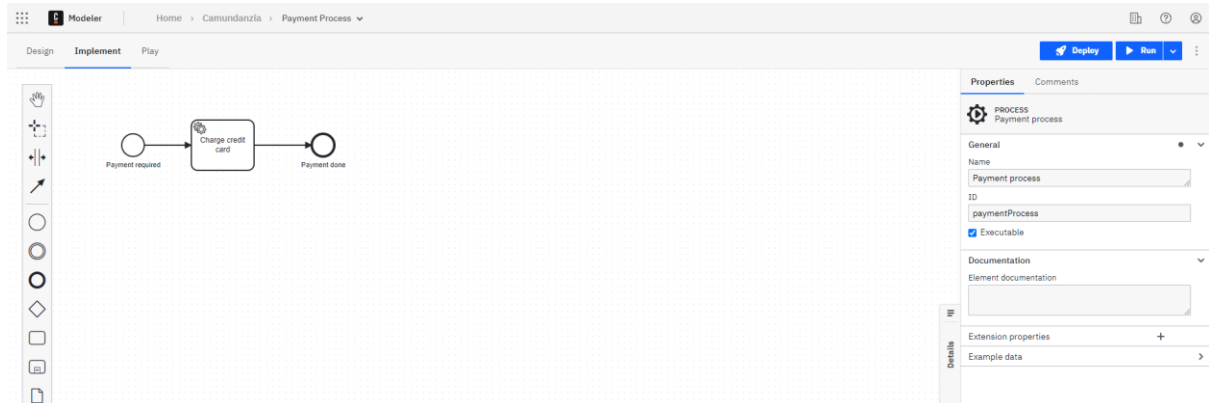 Modeler
Home > Camundanzia > Payment Process
Design Implement Play
Deploy Run
Properties Comments
PROCESS
Payment process
General
Name
Payment process
ID
paymentProcess
Executable
Documentation
Element documentation
Extension properties
Example data
Details
Charge credit
card
Payment required
Payment done